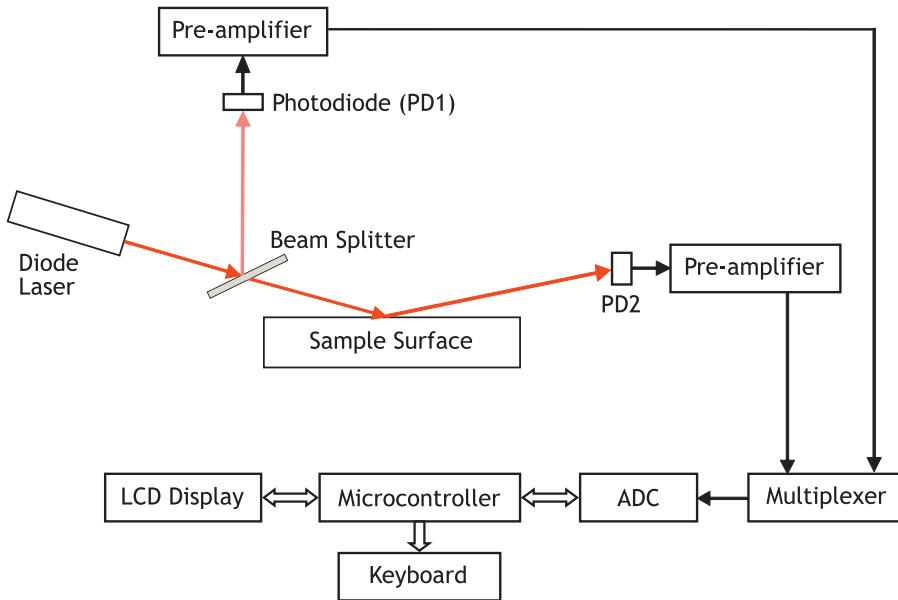 Pre-amplifier
Photodiode (PD1)
Beam Splitter
Diode
Laser
Pre-amplifier
PD2
Sample Surface
LCD Display
Microcontroller
ADC
Multiplexer
Keyboard